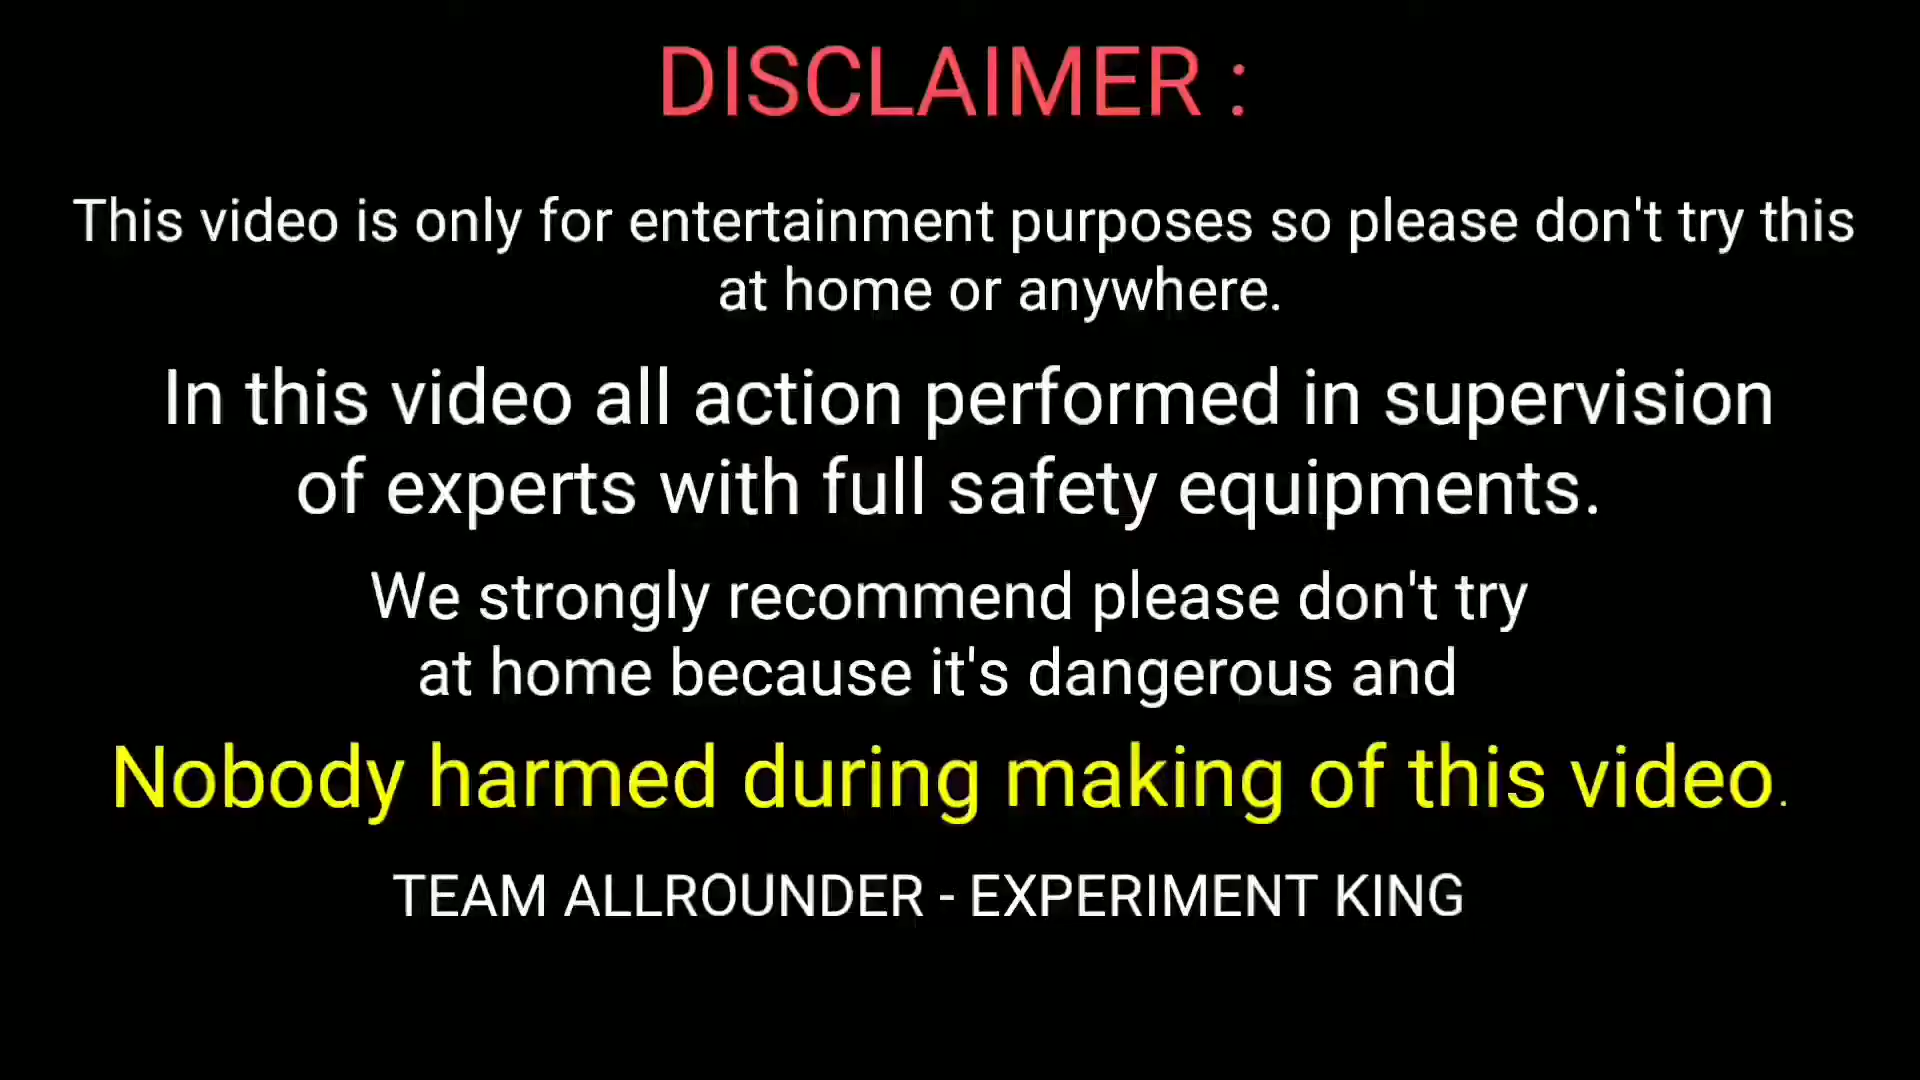 DISCLAIMER :
This video is only for entertainment purposes so please don't try this
at home or anywhere.
In this video all action performed in supervision
of experts with full safety equipments.
We strongly recommend please don't try
at home because it's dangerous and
Nobody harmed during making of this video.
TEAM ALLROUNDER - EXPERIMENT KING